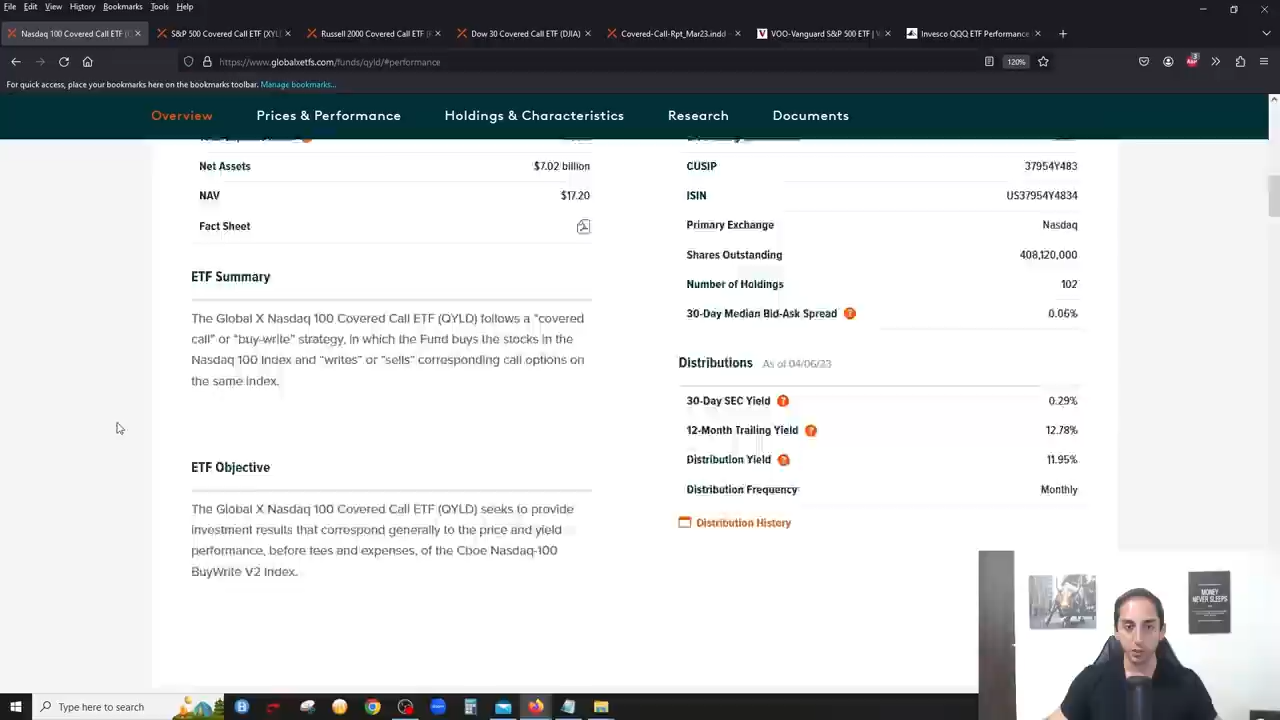 File Edit View History Bookmarks Tools Help
Nasdaq 100 Covered Call ETF (
S&P 500 Covered Call ETF (XYL
Russell 2000 Covered Call ETF (F
Dow 30 Covered Call ETF (DJIA)
Covered-Call-Rpt_Mar23.indd -
VOO-Vanguard S&P 500 ETF | V
Invesco QQQ ETF Performance
https://www.globalxetfs.com/funds/qyld/#performance
120%
For quick access, place your bookmarks here on the bookmarks toolbar. Manage bookmarks...
Overview Prices & Performance Holdings & Characteristics Research Documents
Net Assets $7.02 billion
NAV $17.20
Fact Sheet
ETF Summary
The Global X Nasdaq 100 Covered Call ETF (QYLD) follows a “covered
call” or “buy-write” strategy, in which the Fund buys the stocks in the
Nasdaq 100 Index and “writes” or “sells” corresponding call options on
the same index.
ETF Objective
The Global X Nasdaq 100 Covered Call ETF (QYLD) seeks to provide
investment results that correspond generally to the price and yield
performance, before fees and expenses, of the Cboe Nasdaq-100
BuyWrite V2 Index.
CUSIP 37954Y483
ISIN US37954Y4834
Primary Exchange Nasdaq
Shares Outstanding 408,120,000
Number of Holdings 102
30-Day Median Bid-Ask Spread ? 0.06%
Distributions As of 04/06/23
30-Day SEC Yield ? 0.29%
12-Month Trailing Yield ? 12.78%
Distribution Yield ? 11.95%
Distribution Frequency Monthly
Distribution History
MONEY
NEVER SLEEPS
Type here to search